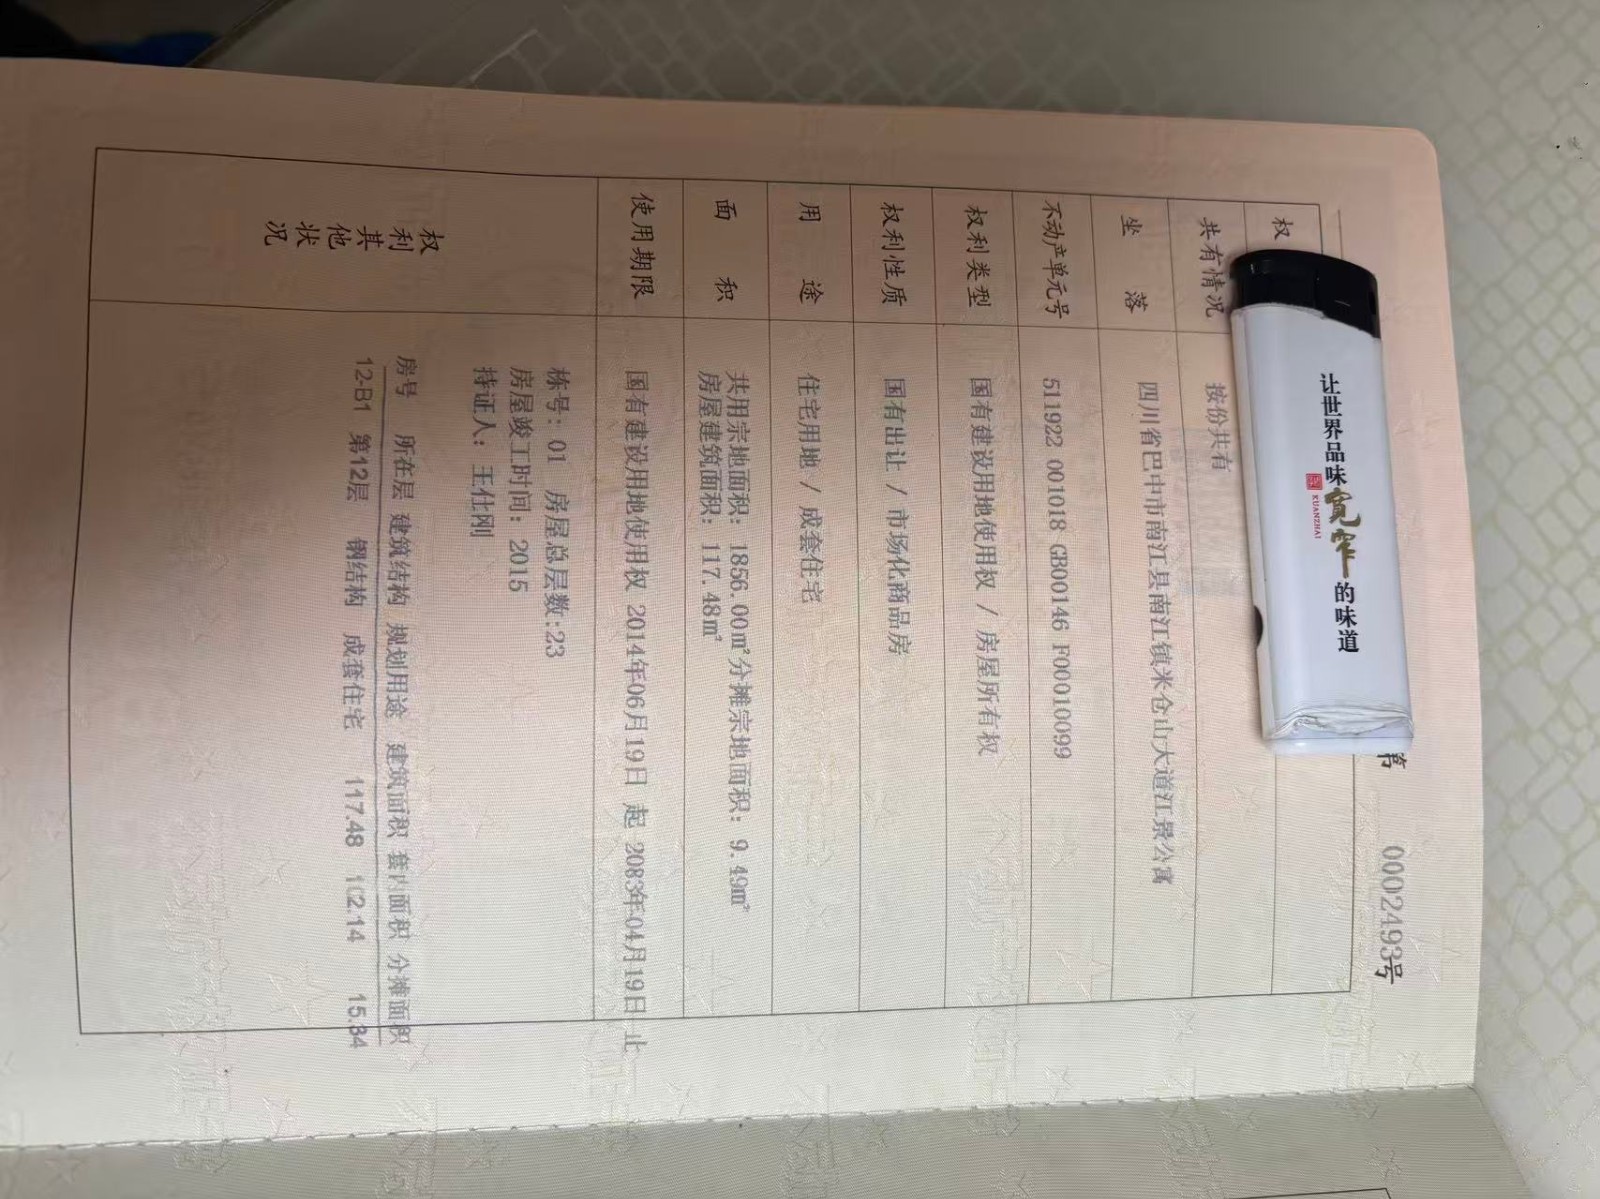 第 0002493号
权
共有情况 按份共有
坐落 四川省巴中市南江县南江镇米仓山大道江景公寓
不动产单元号 511922 001018 GB00146 F00010099
权利类型 国有建设用地使用权 / 房屋所有权
权利性质 国有出让 / 市场化商品房
用途 住宅用地 / 成套住宅
面积 共用宗地面积：1856.00㎡分摊宗地面积：9.49㎡
房屋建筑面积：117.48㎡
使用期限 国有建设用地使用权 2014年06月19日 起 2083年04月19日 止
权利其他状况
栋号：01 房屋总层数:23
房屋竣工时间：2015
持证人：王仕刚
房号 所在层 建筑结构 规划用途 建筑面积 套内面积 分摊面积
12-B1 第12层 钢结构 成套住宅 117.48 102.14 15.34
让世界品味宽窄的味道
KUANZHAI